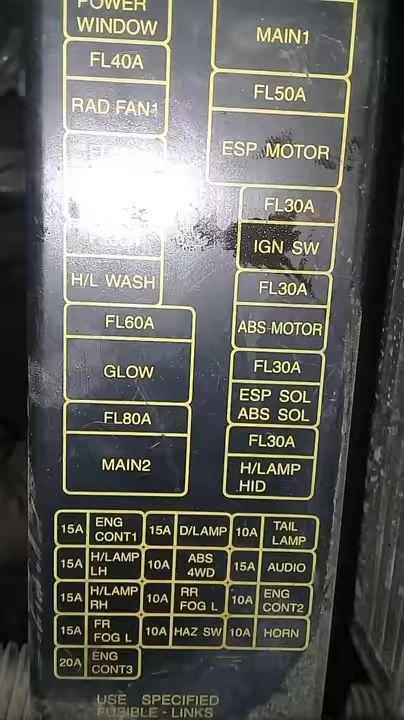 POWER
WINDOW
FL40A
RAD FAN1
H/L WASH
FL60A
GLOW
FL80A
MAIN2
MAIN1
FL50A
ESP MOTOR
FL30A
IGN SW
FL30A
ABS MOTOR
FL30A
ESP SOL
ABS SOL
FL30A
H/LAMP
HID
15A ENG CONT1 15A D/LAMP 10A TAIL LAMP
15A H/LAMP LH 10A ABS 4WD 15A AUDIO
15A H/LAMP RH 10A RR FOG L 10A ENG CONT2
15A FR FOG L 10A HAZ SW 10A HORN
20A ENG CONT3
USE SPECIFIED
FUSIBLE - LINKS